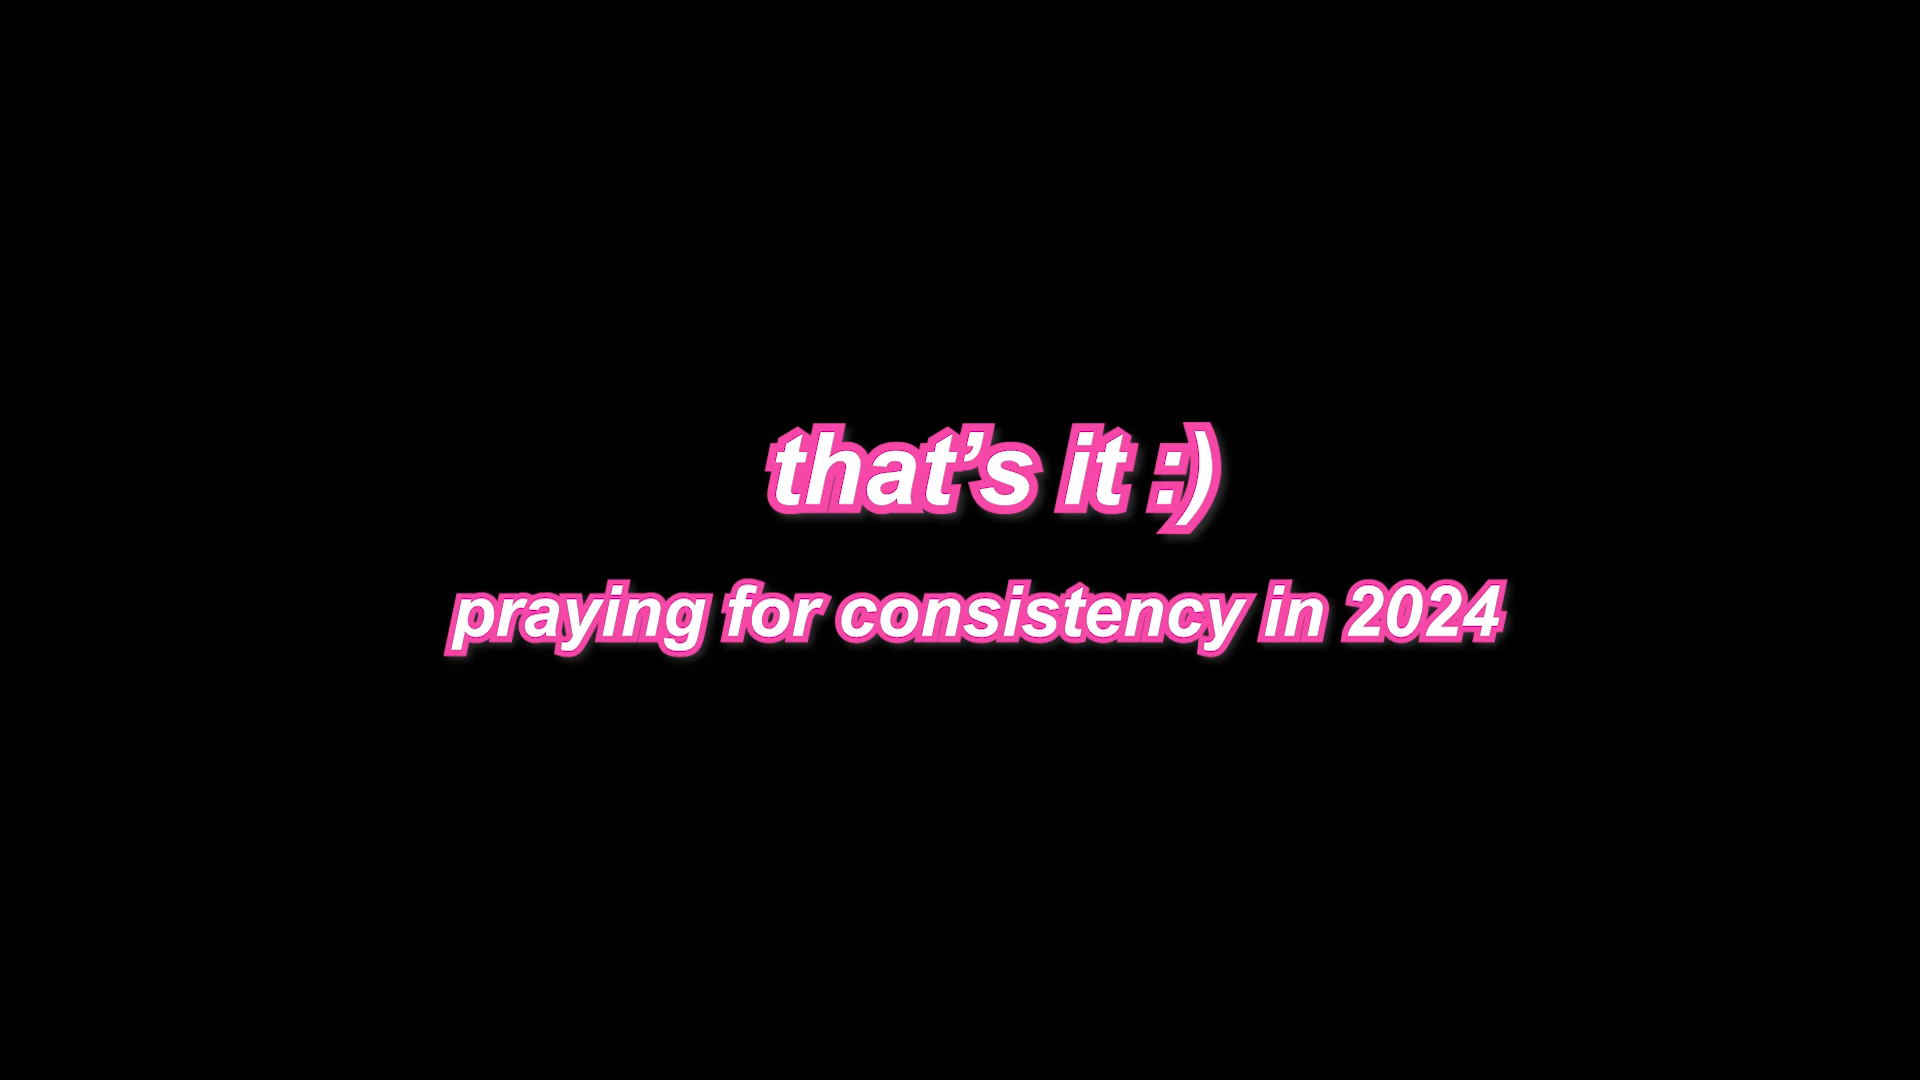 that’s it :)
praying for consistency in 2024